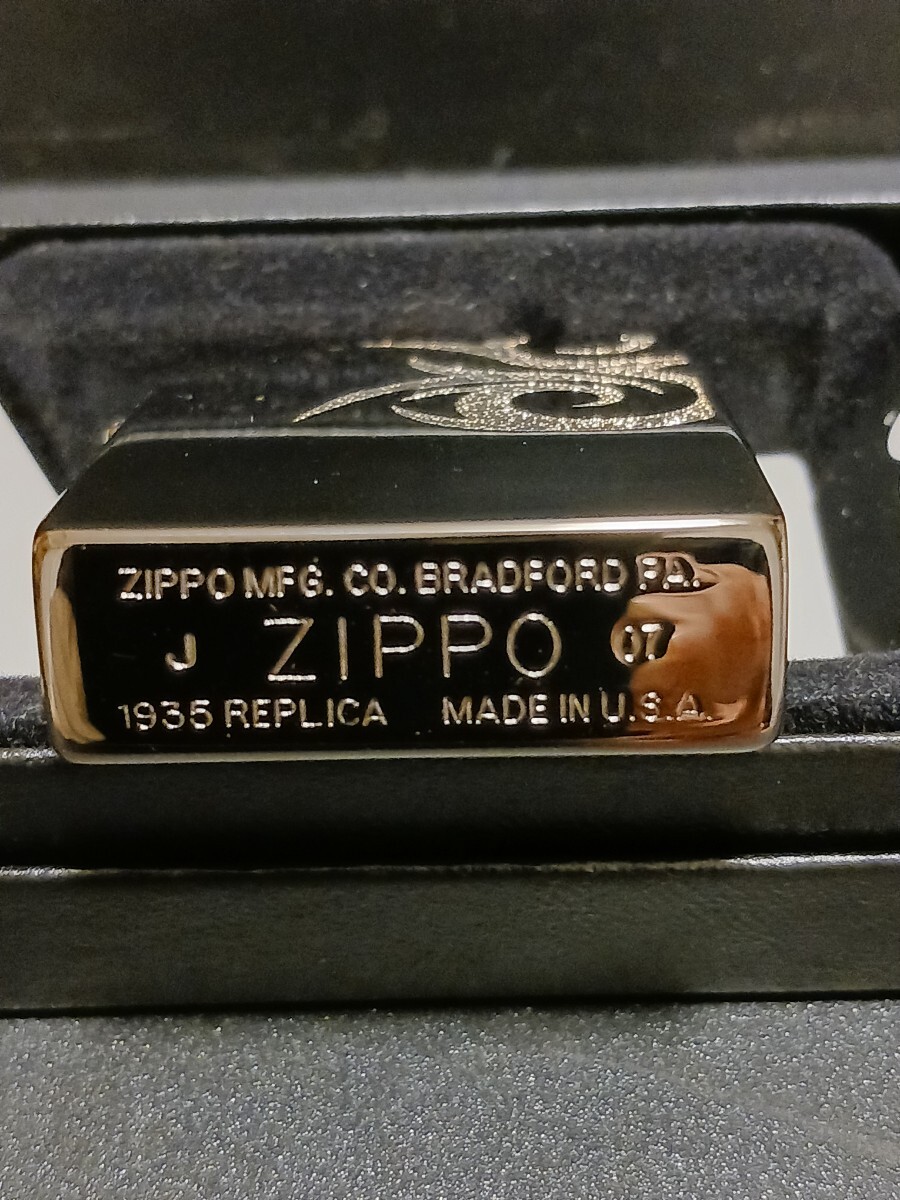 ZIPPO MFG. CO. BRADFORD PA.
J ZIPPO 07
1935 REPLICA MADE IN U.S.A.